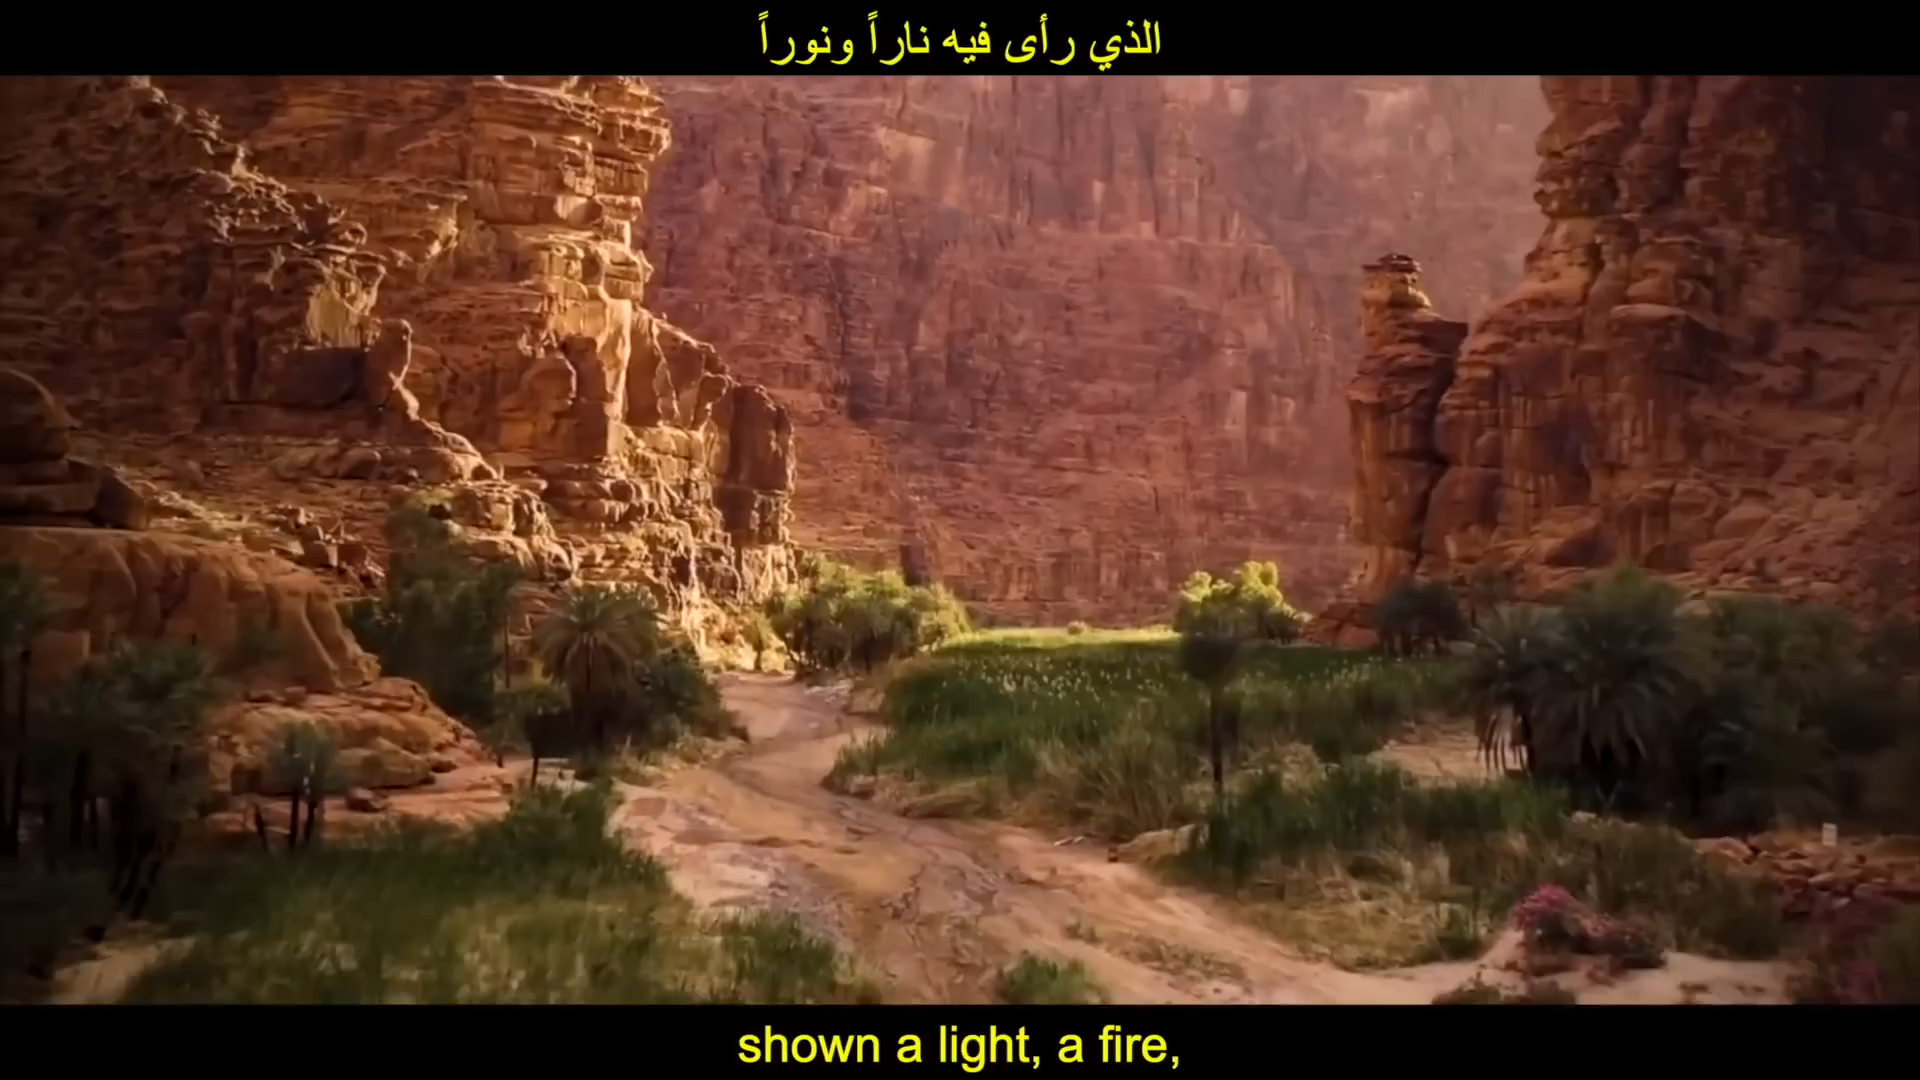 الذي رأى فيه ناراً ونوراً
shown a light, a fire,